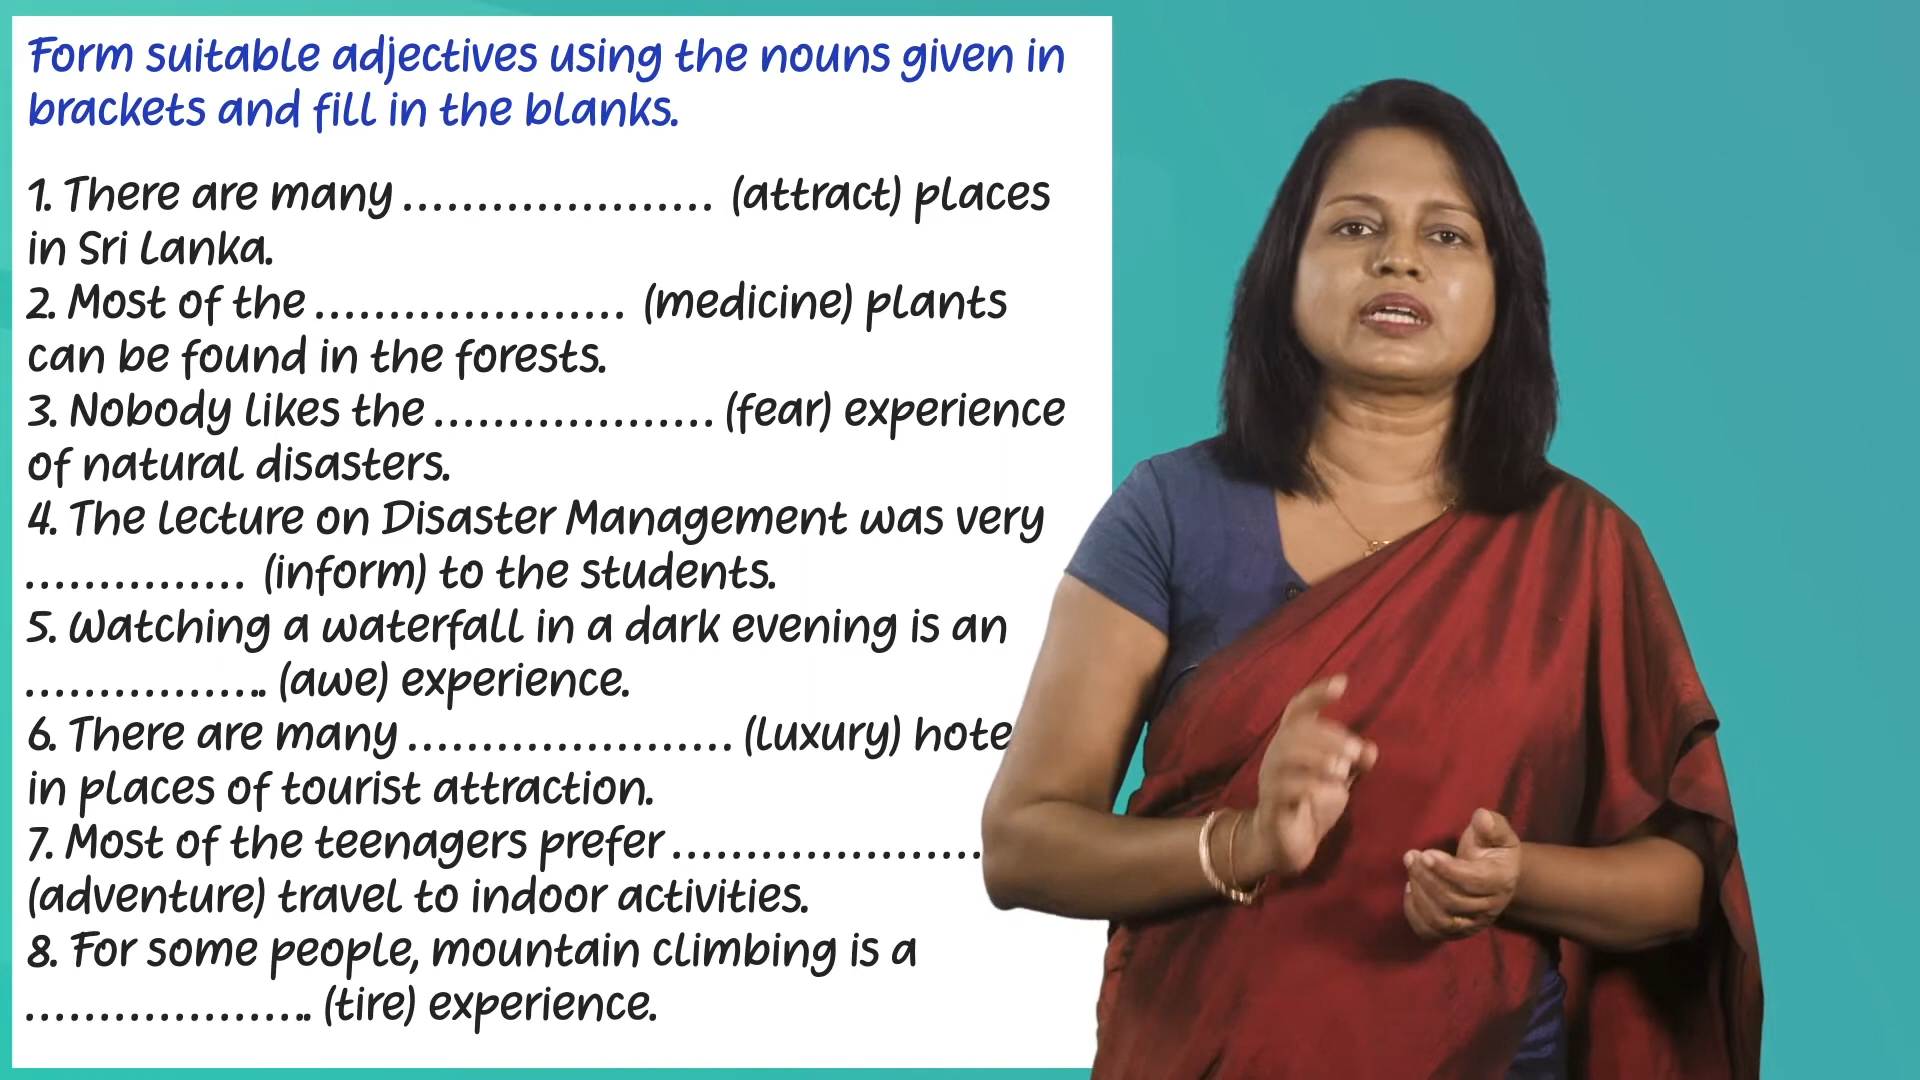 Form suitable adjectives using the nouns given in
brackets and fill in the blanks.
1. There are many ..................... (attract) places
in Sri Lanka.
2. Most of the ..................... (medicine) plants
can be found in the forests.
3. Nobody likes the ................... (fear) experience
of natural disasters.
4. The lecture on Disaster Management was very
............... (inform) to the students.
5. Watching a waterfall in a dark evening is an
................. (awe) experience.
6. There are many ...................... (luxury)
in places of tourist attraction.
7. Most of the teenagers prefer .....................
(adventure) travel to indoor activities.
8. For some people, mountain climbing is a
.................... (tire) experience.